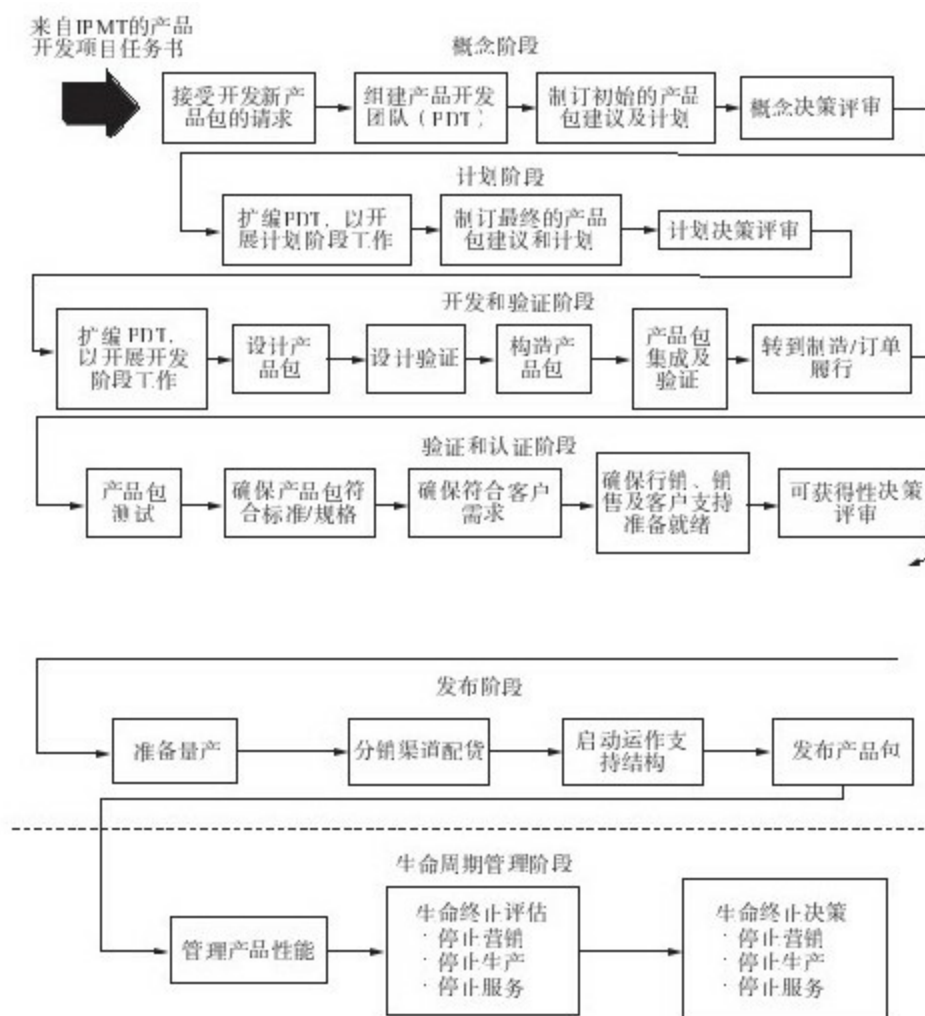 来自IPMT的产品
开发项目任务书
概念阶段
接受开发新产
品包的请求
组建产品开发
团队（PDT）
制订初始的产品
包建议及计划
概念决策评审
计划阶段
扩编PDT，以开
展计划阶段工作
制订最终的产品
包建议和计划
计划决策评审
开发和验证阶段
扩编 PDT，
以开展开发
阶段工作
设计产
品包
设计验证
构造产
品包
产品包
集成及
验证
转到制造/订单
履行
验证和认证阶段
产品包
测试
确保产品包符
合标准/规格
确保符合客户
需求
确保行销、销
售及客户支持
准备就绪
可获得性决策
评审
发布阶段
准备量产
分销渠道配货
启动运作支
持结构
发布产品包
生命周期管理阶段
管理产品性能
生命终止评估
· 停止营销
· 停止生产
· 停止服务
生命终止决策
· 停止营销
· 停止生产
· 停止服务